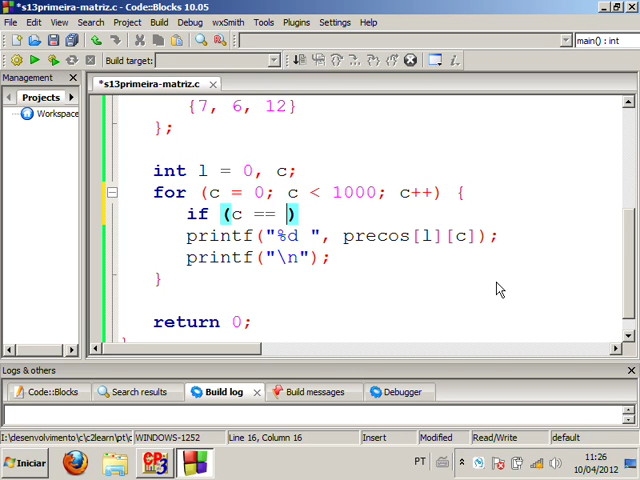 *s13primeira-matriz.c - Code::Blocks 10.05
File Edit View Search Project Build Debug wxSmith Tools Plugins Settings Help
main() : int
Build target:
Management
*s13primeira-matriz.c
Projects
Workspace
{7, 6, 12}
};
int l = 0, c;
for (c = 0; c < 1000; c++) {
if (c == )
printf("%d ", precos[l][c]);
printf("\n");
}
return 0;
}
Logs & others
Code::Blocks
Search results
Build log
Build messages
Debugger
I:\desenvolvimento\c\c2learn\pt\c
WINDOWS-1252
Line 16, Column 16
Insert
Modified
Read/Write
default
Iniciar
PT
11:26
10/04/2012